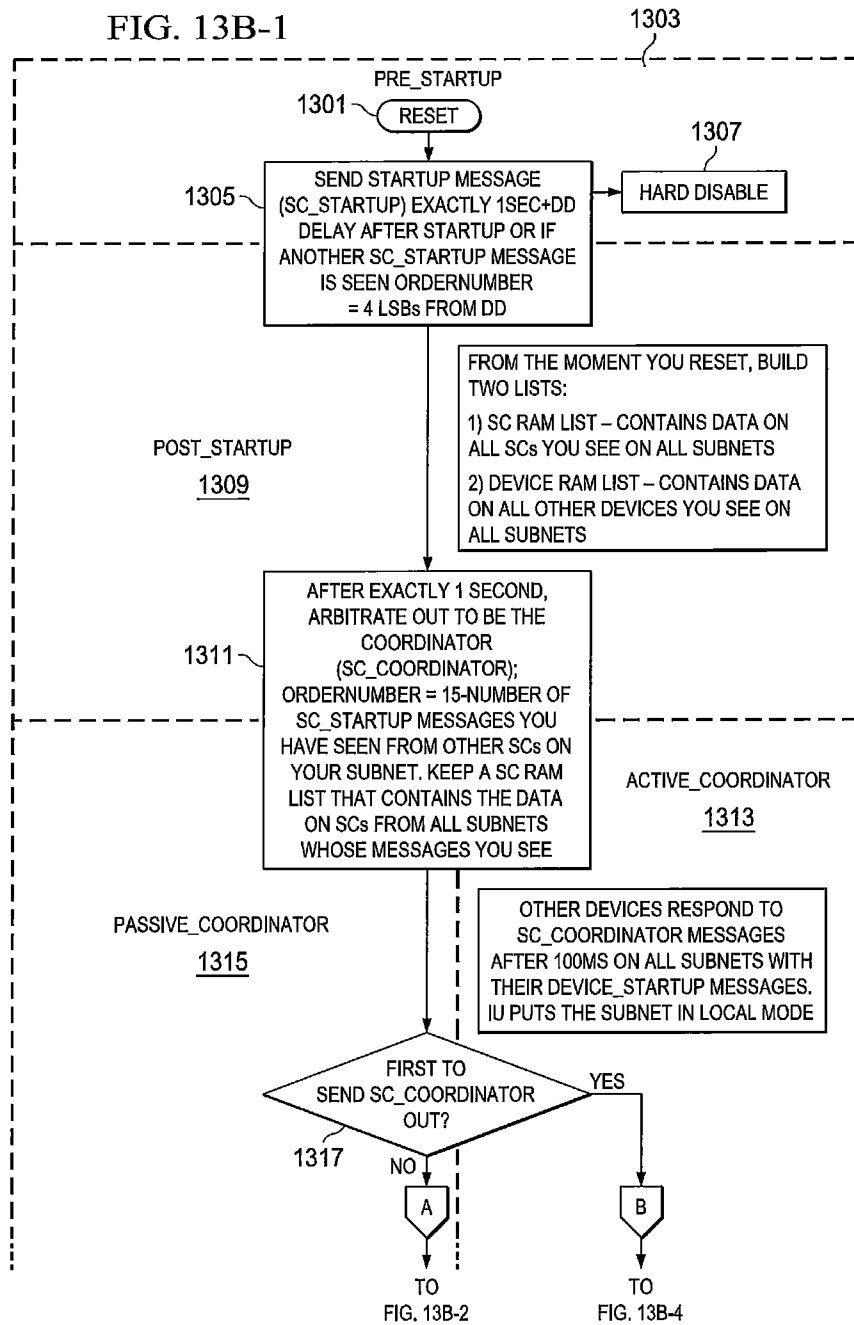 FIG. 13B-1
1303
PRE_STARTUP
1301
RESET
1307
HARD DISABLE
1305
SEND STARTUP MESSAGE
(SC_STARTUP) EXACTLY 1SEC+DD
DELAY AFTER STARTUP OR IF
ANOTHER SC_STARTUP MESSAGE
IS SEEN ORDERNUMBER
= 4 LSBs FROM DD
FROM THE MOMENT YOU RESET, BUILD
TWO LISTS:
1) SC RAM LIST – CONTAINS DATA ON
ALL SCs YOU SEE ON ALL SUBNETS
2) DEVICE RAM LIST – CONTAINS DATA
ON ALL OTHER DEVICES YOU SEE ON
ALL SUBNETS
POST_STARTUP
1309
1311
AFTER EXACTLY 1 SECOND,
ARBITRATE OUT TO BE THE
COORDINATOR
(SC_COORDINATOR);
ORDERNUMBER = 15-NUMBER OF
SC_STARTUP MESSAGES YOU
HAVE SEEN FROM OTHER SCs ON
YOUR SUBNET. KEEP A SC RAM
LIST THAT CONTAINS THE DATA
ON SCs FROM ALL SUBNETS
WHOSE MESSAGES YOU SEE
ACTIVE_COORDINATOR
1313
PASSIVE_COORDINATOR
1315
OTHER DEVICES RESPOND TO
SC_COORDINATOR MESSAGES
AFTER 100MS ON ALL SUBNETS WITH
THEIR DEVICE_STARTUP MESSAGES.
IU PUTS THE SUBNET IN LOCAL MODE
FIRST TO
SEND SC_COORDINATOR
OUT?
YES
1317
NO
A
B
TO
FIG. 13B-2
TO
FIG. 13B-4